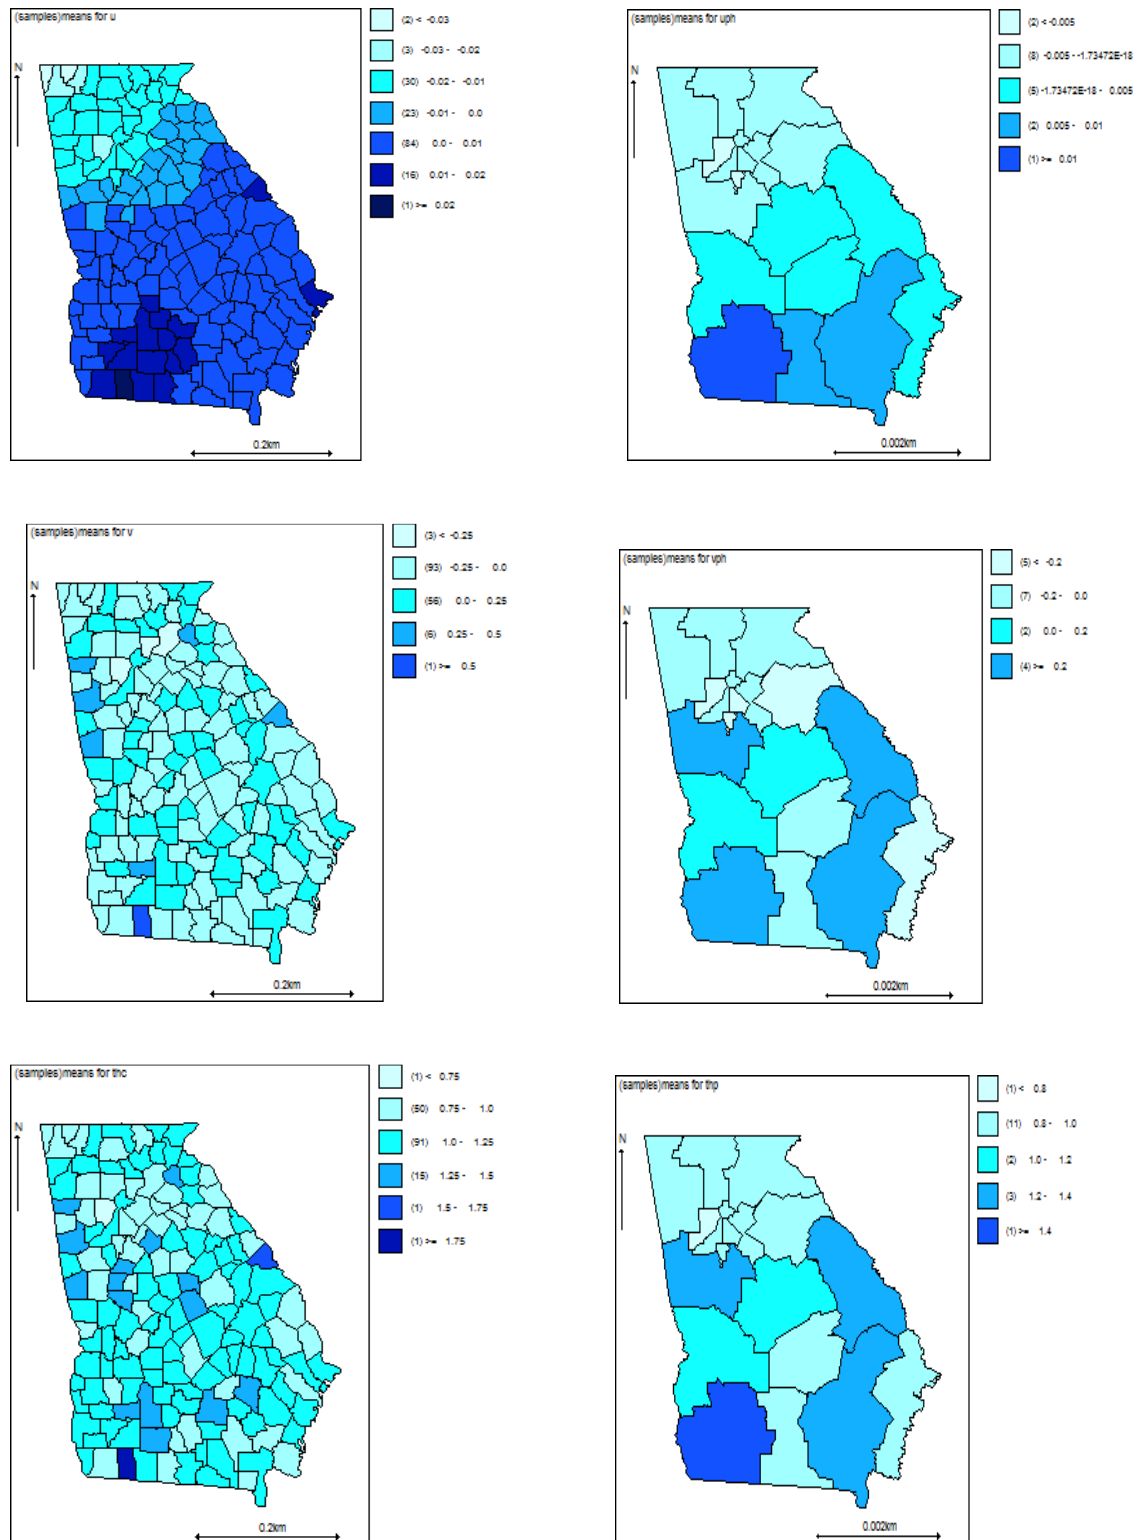 (samples)means for u
N
0.2km
(2) < -0.03
(3) -0.03 - -0.02
(30) -0.02 - -0.01
(23) -0.01 - 0.0
(84) 0.0 - 0.01
(16) 0.01 - 0.02
(1) >= 0.02
(samples)means for uph
N
0.002km
(2) < -0.005
(8) -0.005 - -1.73472E-18
(5) -1.73472E-18 - 0.005
(2) 0.005 - 0.01
(1) >= 0.01
(samples)means for v
N
0.2km
(3) < -0.25
(93) -0.25 - 0.0
(56) 0.0 - 0.25
(6) 0.25 - 0.5
(1) >= 0.5
(samples)means for vph
N
0.002km
(5) < -0.2
(7) -0.2 - 0.0
(2) 0.0 - 0.2
(4) >= 0.2
(samples)means for thc
N
0.2km
(1) < 0.75
(50) 0.75 - 1.0
(91) 1.0 - 1.25
(15) 1.25 - 1.5
(1) 1.5 - 1.75
(1) >= 1.75
(samples)means for thp
N
0.002km
(1) < 0.8
(11) 0.8 - 1.0
(2) 1.0 - 1.2
(3) 1.2 - 1.4
(1) >= 1.4